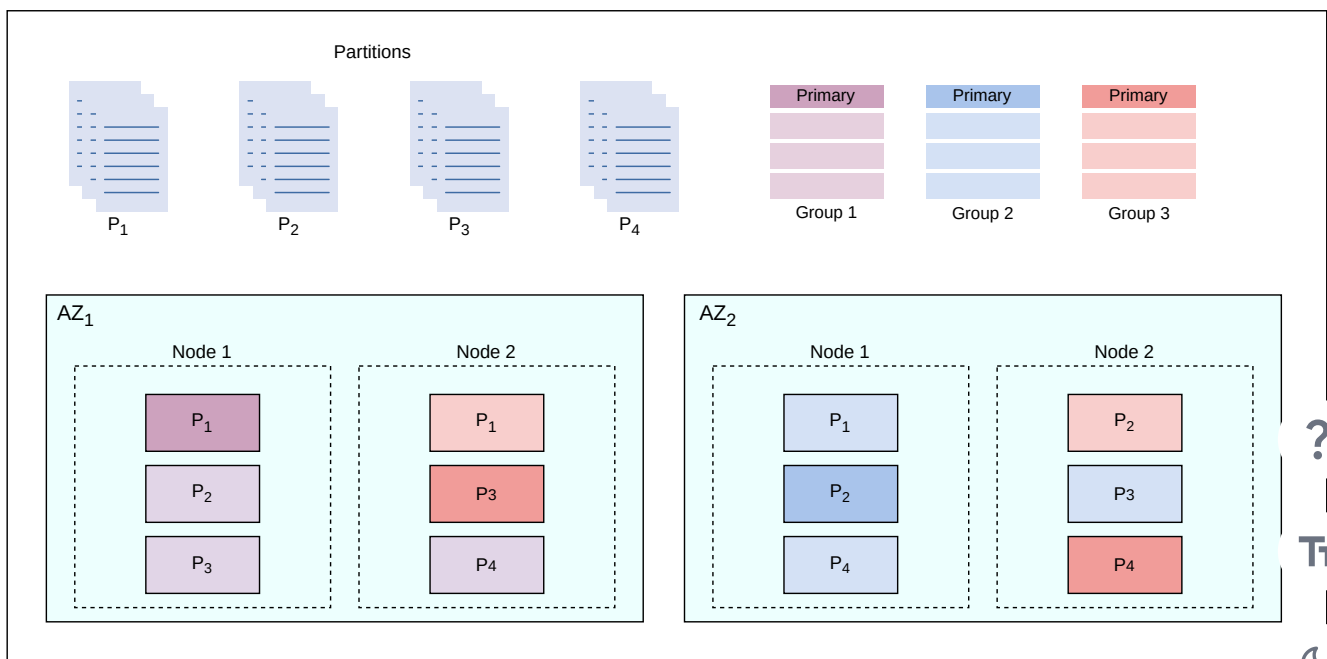 Partitions
P1 P2 P3 P4
Primary Primary Primary
Group 1 Group 2 Group 3
AZ1
Node 1 Node 2
P1 P1
P2 P3
P3 P4
AZ2
Node 1 Node 2
P1 P2
P2 P3
P4 P4
?
TT